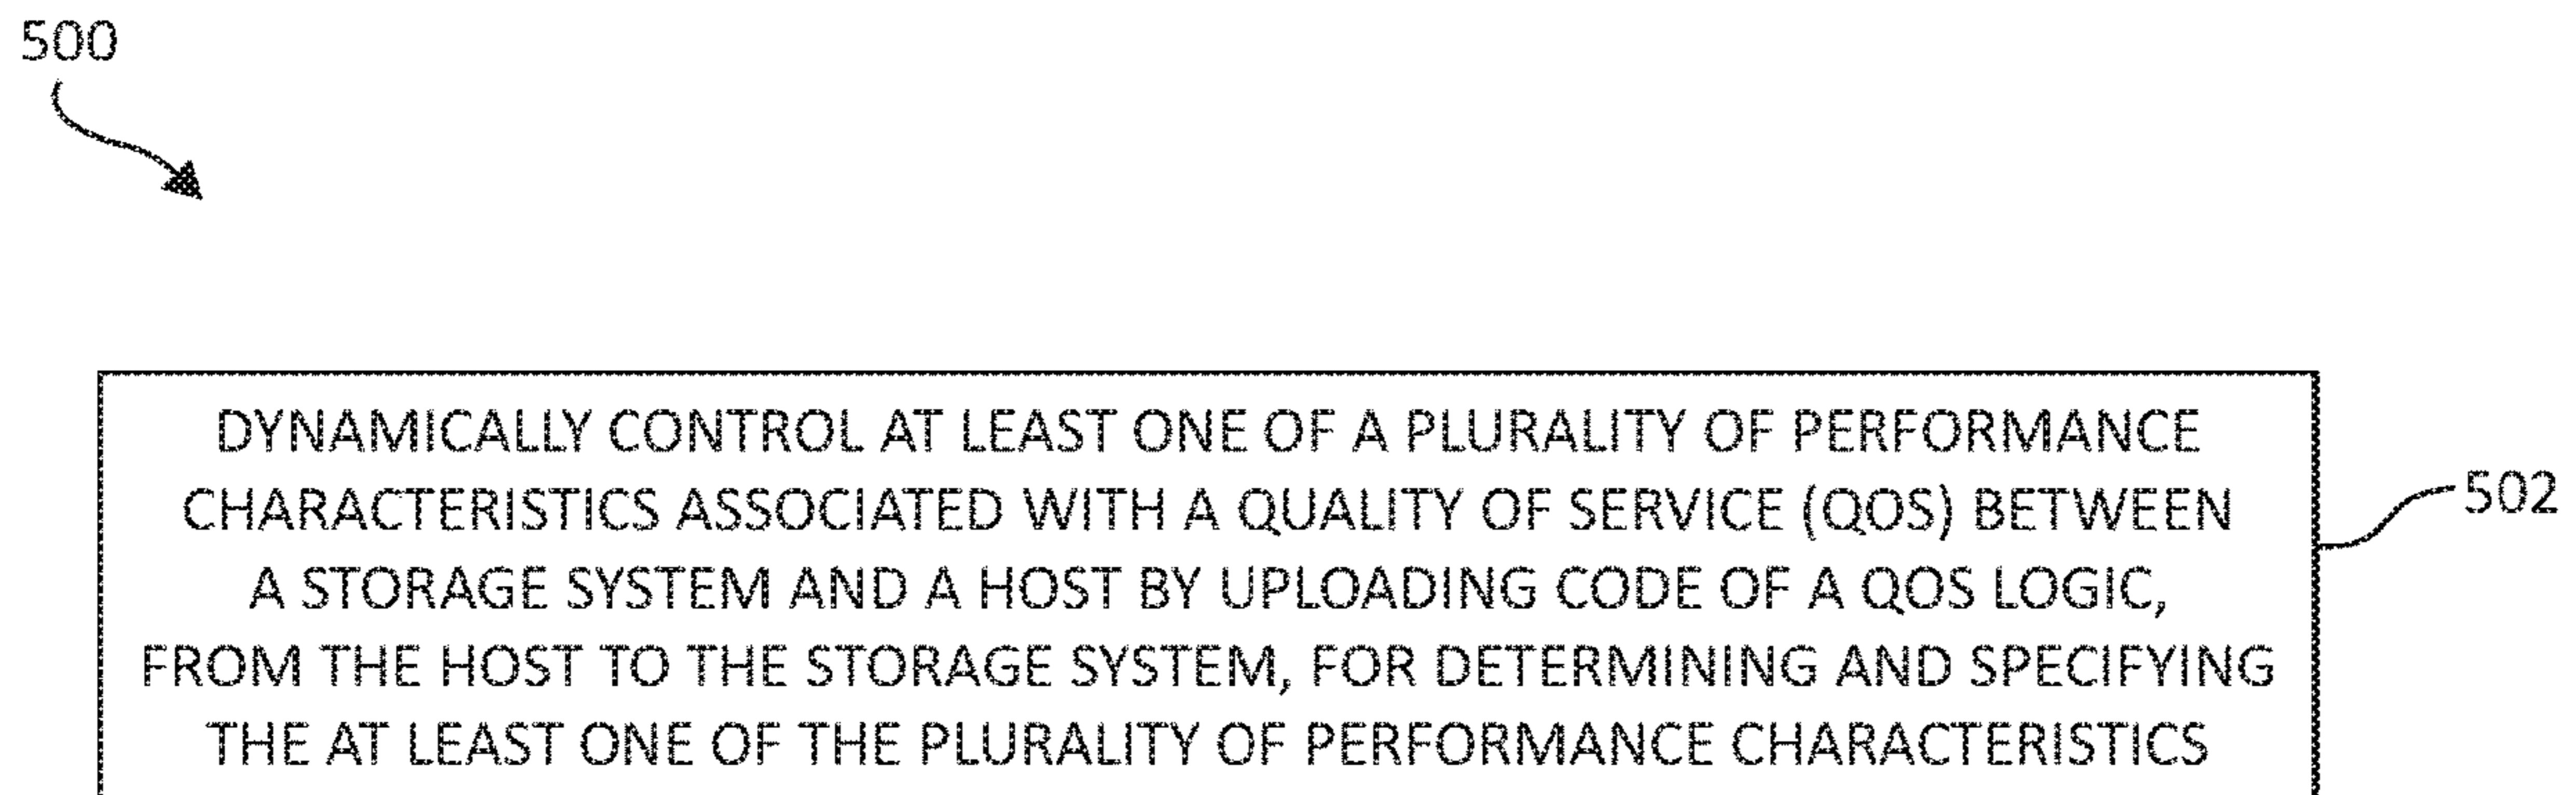 500
DYNAMICALLY CONTROL AT LEAST ONE OF A PLURALITY OF PERFORMANCE
CHARACTERISTICS ASSOCIATED WITH A QUALITY OF SERVICE (QOS) BETWEEN
A STORAGE SYSTEM AND A HOST BY UPLOADING CODE OF A QOS LOGIC,
FROM THE HOST TO THE STORAGE SYSTEM, FOR DETERMINING AND SPECIFYING
THE AT LEAST ONE OF THE PLURALITY OF PERFORMANCE CHARACTERISTICS
502